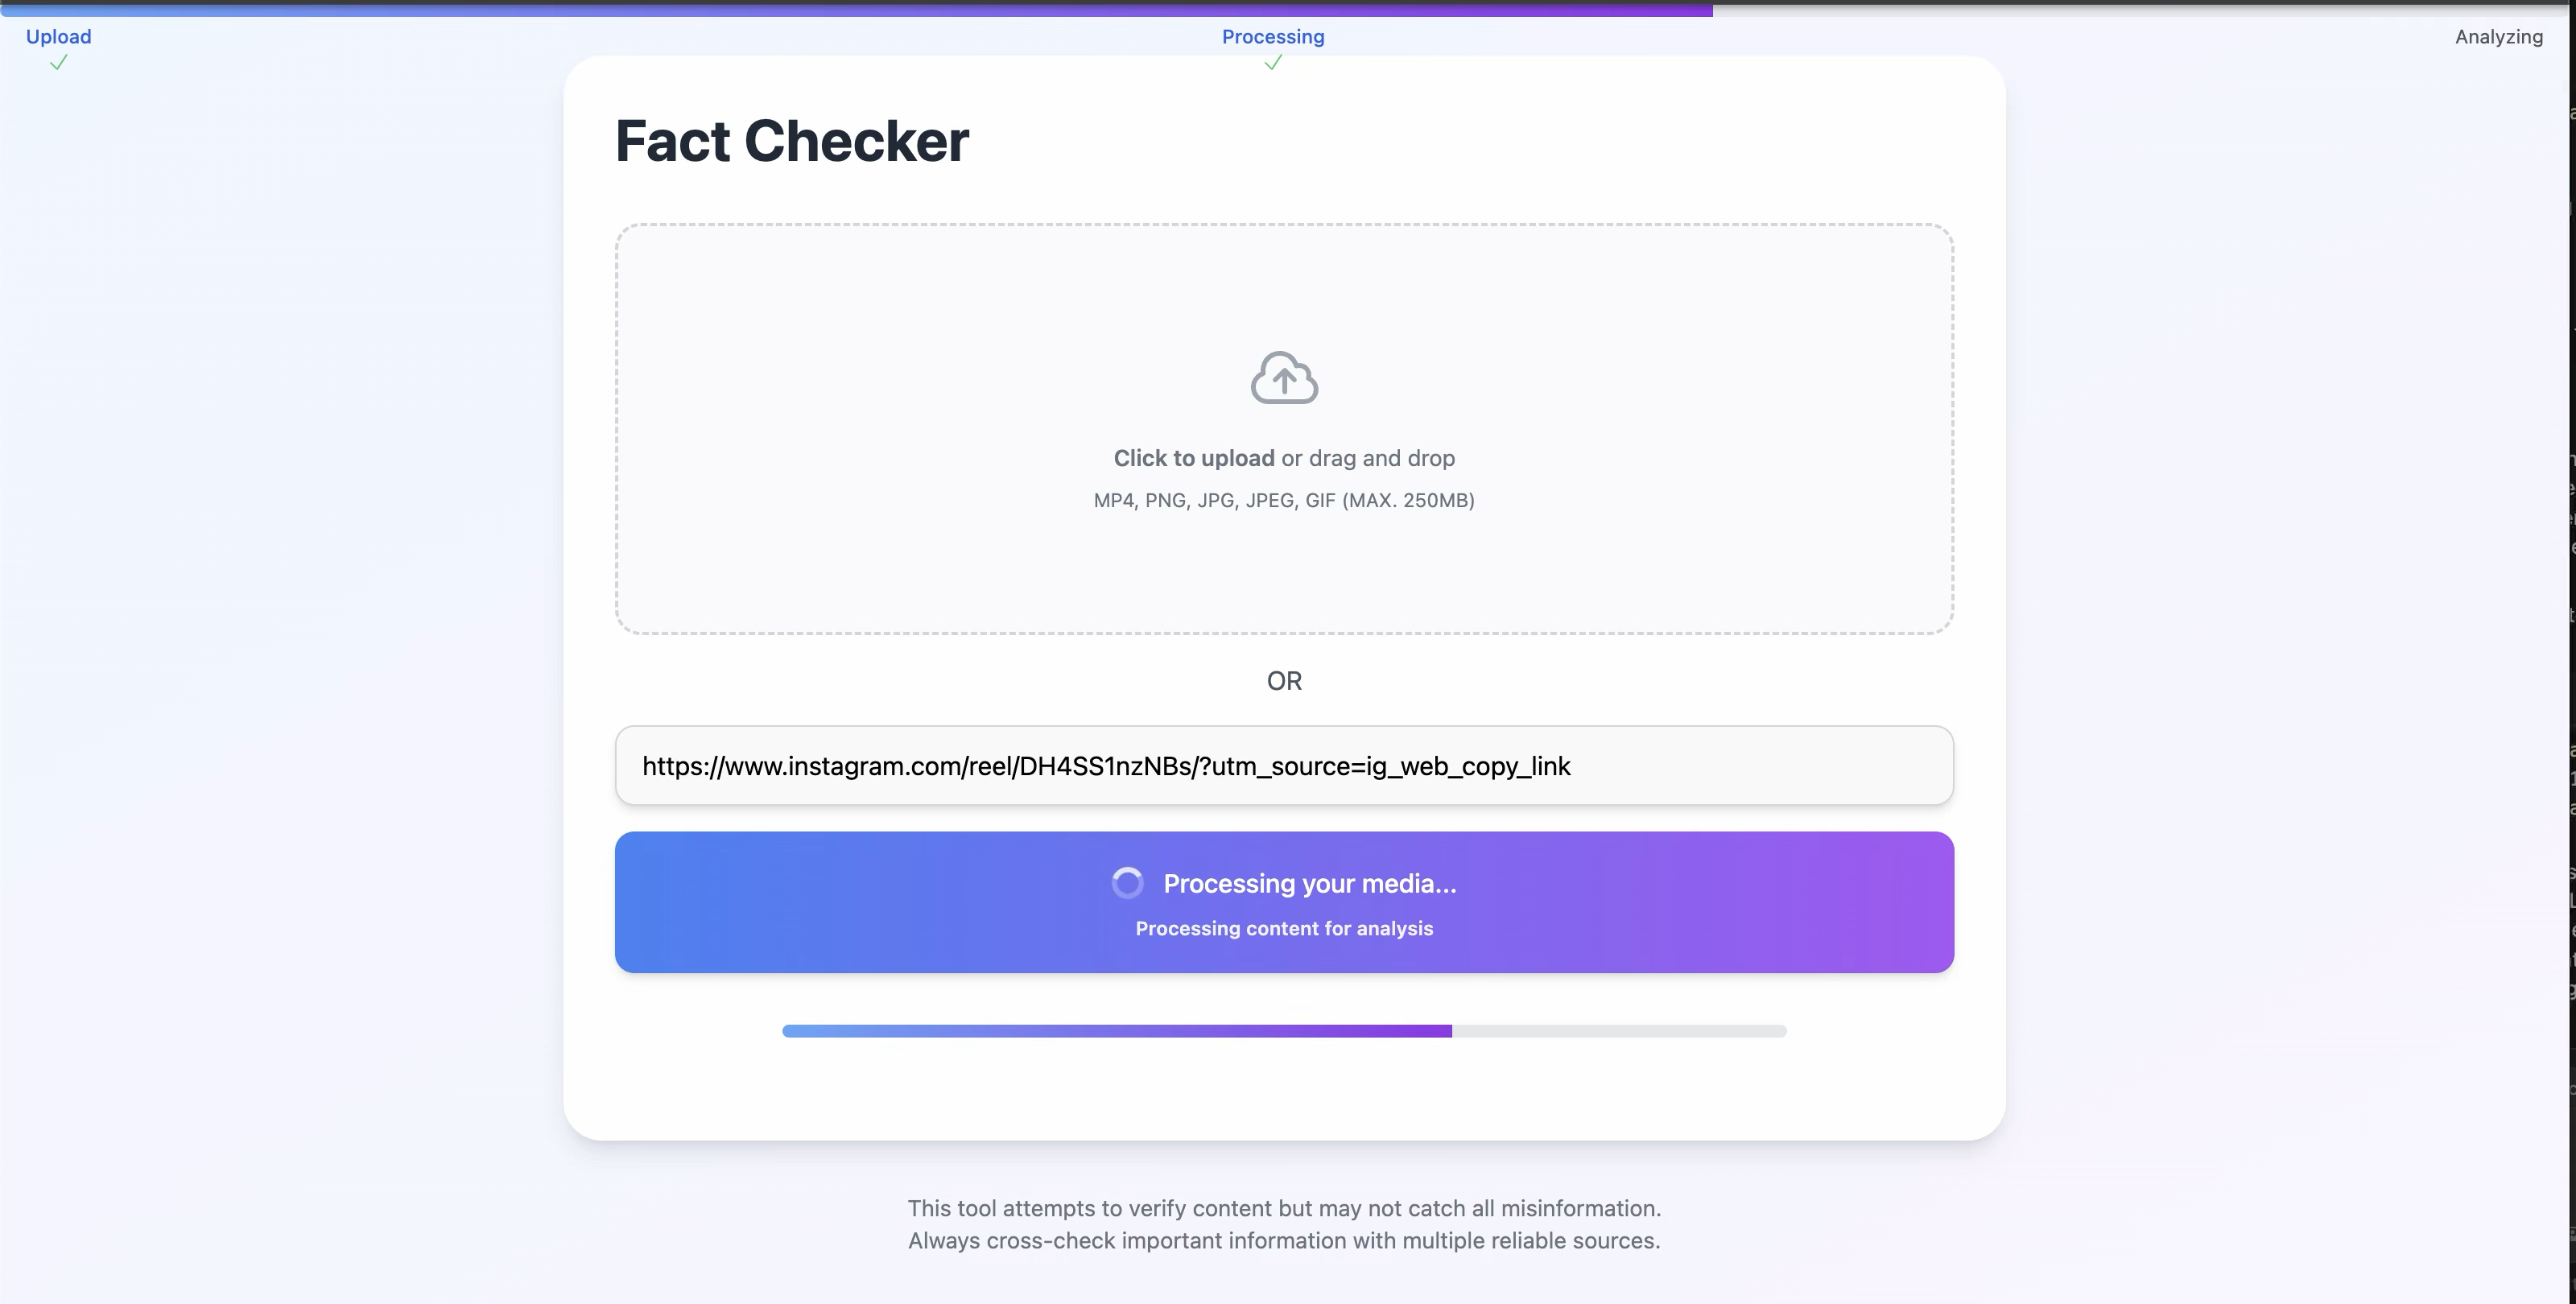 Upload
Processing
Analyzing
Fact Checker
Click to upload or drag and drop
MP4, PNG, JPG, JPEG, GIF (MAX. 250MB)
OR
https://www.instagram.com/reel/DH4SS1nzNBs/?utm_source=ig_web_copy_link
Processing your media...
Processing content for analysis
This tool attempts to verify content but may not catch all misinformation.
Always cross-check important information with multiple reliable sources.